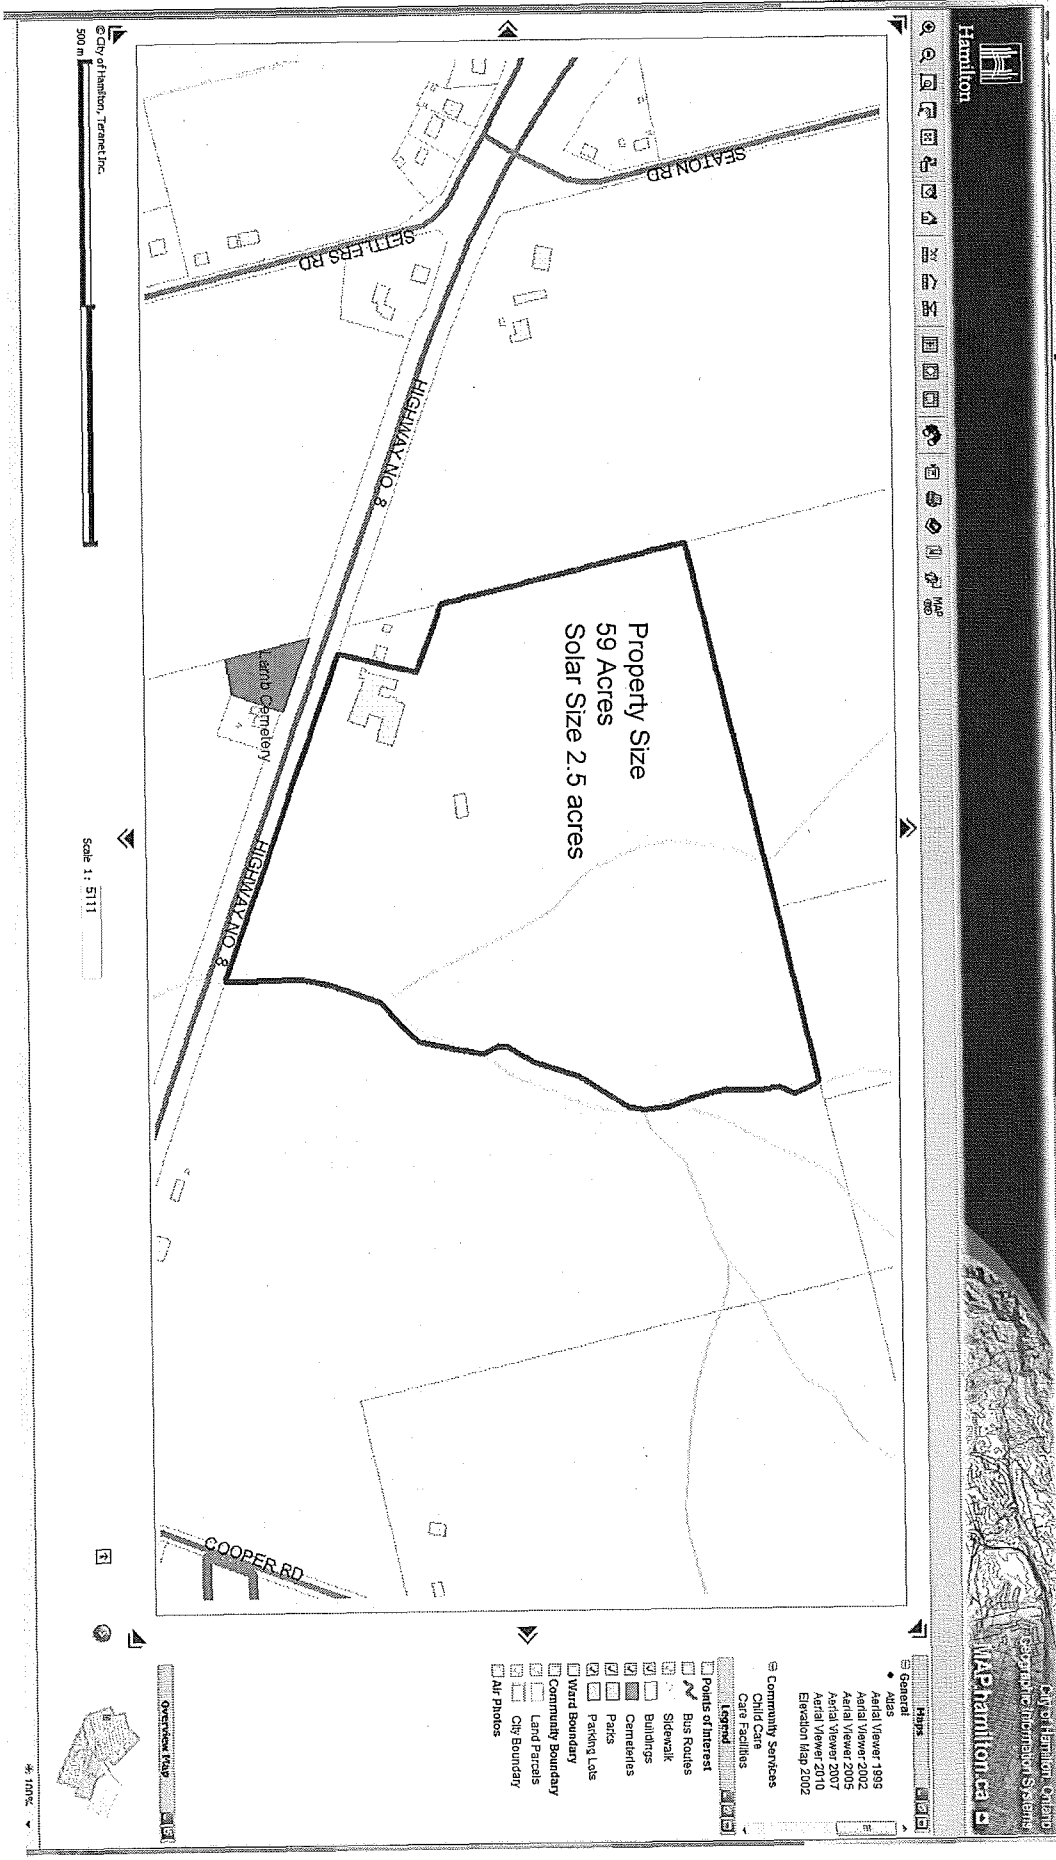 Hamilton
City of Hamilton, Ontario
Geographic Information Systems
MAP.hamilton.ca
MAP
SEATON RD
SETTLERS RD
HIGHWAY NO. 8
Property Size
59 Acres
Solar Size 2.5 acres
Lamb Cemetery
HIGHWAY NO. 8
COOPER RD
Maps
General
Atlas
Aerial Viewer 1999
Aerial Viewer 2002
Aerial Viewer 2005
Aerial Viewer 2007
Aerial Viewer 2010
Elevation Map 2002
Community Services
Child Care
Care Facilities
Legend
Points of Interest
Bus Routes
Sidewalk
Buildings
Cemeteries
Parks
Parking Lots
Ward Boundary
Community Boundary
Land Parcels
City Boundary
Air Photos
Overview Map
© City of Hamilton, Teranet Inc.
500 m
Scale 1: 5111
100%